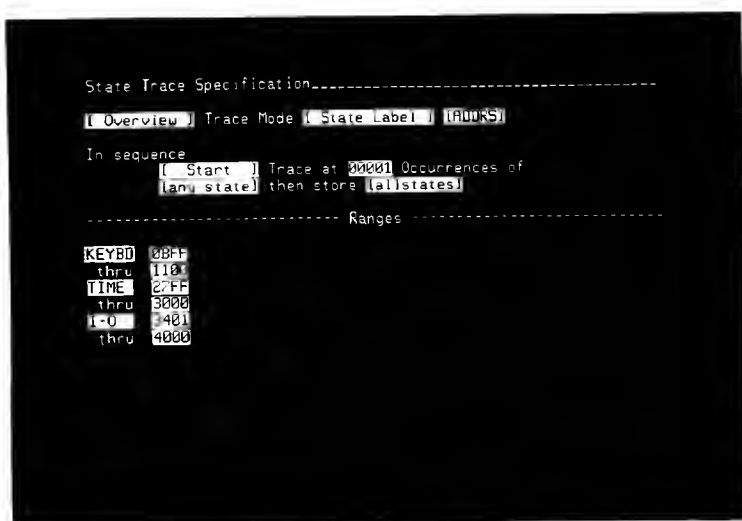 State Trace Specification
[ Overview ] Trace Mode [ State Label ] [ADDRS]
In sequence
[ Start ] Trace at 00001 Occurrences of
[any state] then store [allstates]
Ranges
KEYBD 0BFF
thru
TIME 27FF
thru 3000
I-O 3401
thru 4000